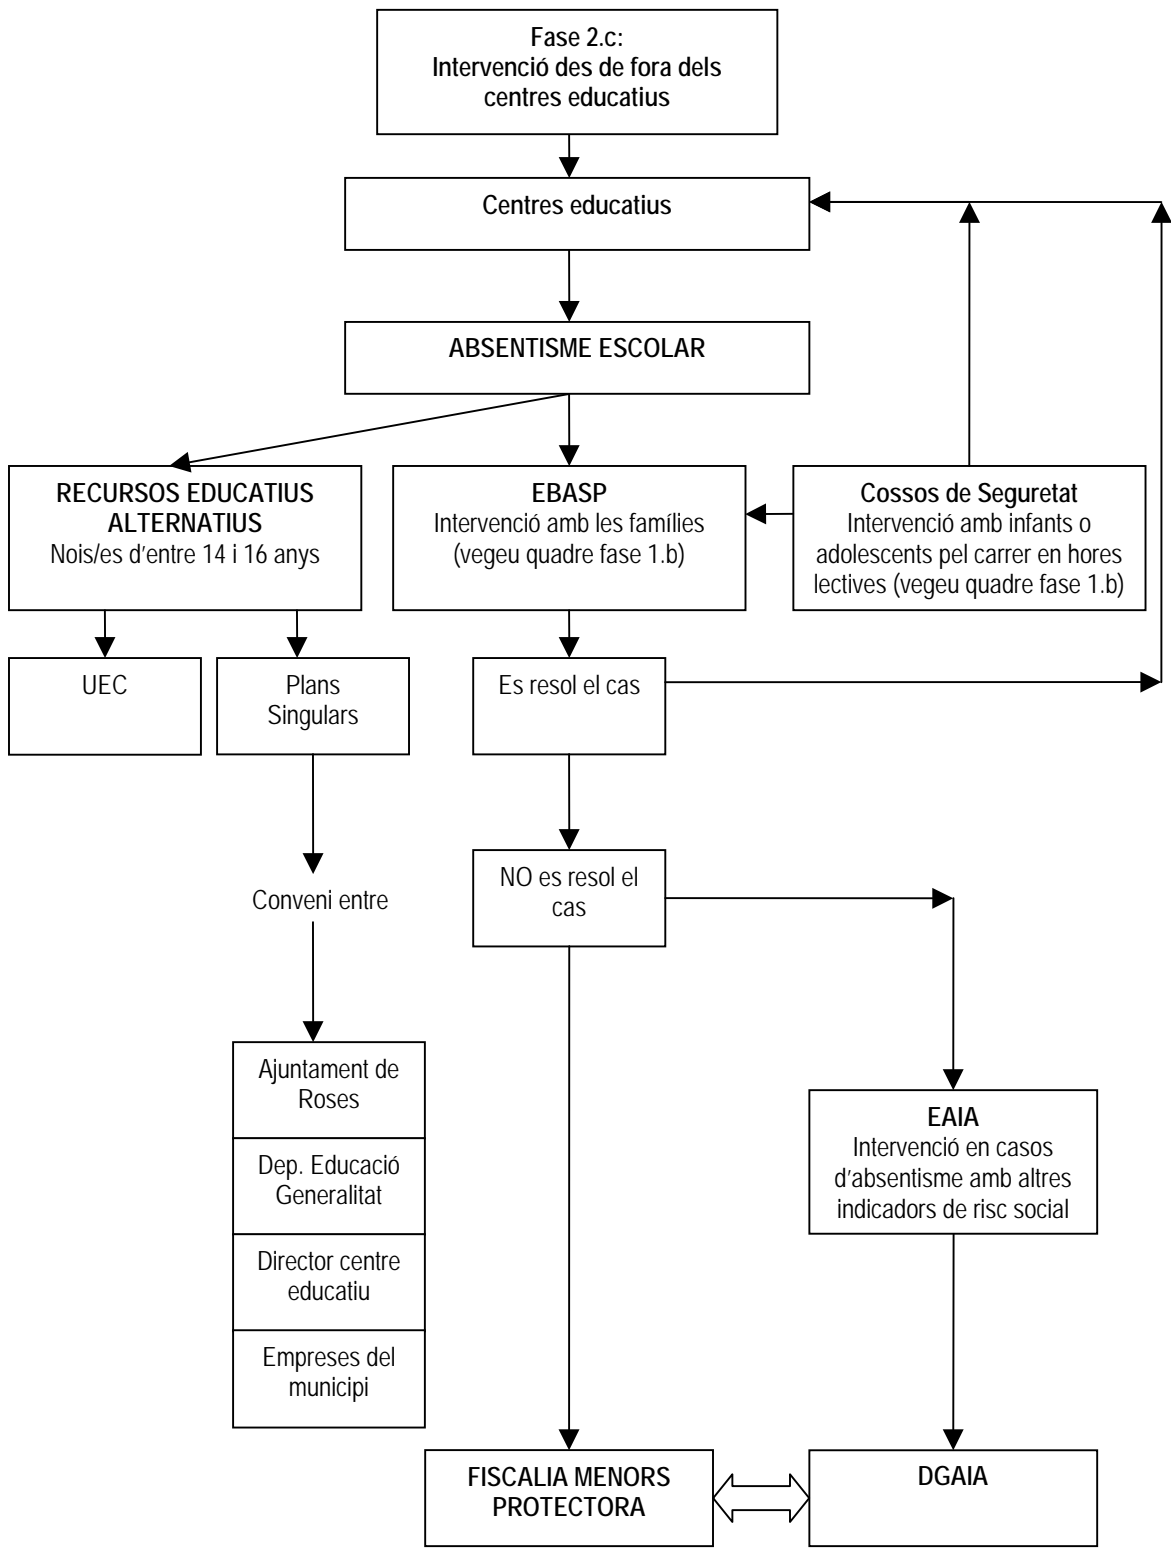 Fase 2.c:
Intervenció des de fora dels
centres educatius
Centres educatius
ABSENTISME ESCOLAR
RECURSOS EDUCATIUS
ALTERNATIUS
Nois/es d'entre 14 i 16 anys
EBASP
Intervenció amb les famílies
(vegeu quadre fase 1.b)
Cossos de Seguretat
Intervenció amb infants o
adolescents pel carrer en hores
lectives (vegeu quadre fase 1.b)
UEC
Plans
Singulars
Es resol el cas
NO es resol el
cas
Conveni entre
Ajuntament de
Roses
Dep. Educació
Generalitat
Director centre
educatiu
Empreses del
municipi
EAIA
Intervenció en casos
d'absentisme amb altres
indicadors de risc social
FISCALIA MENORS
PROTECTORA
DGAIA